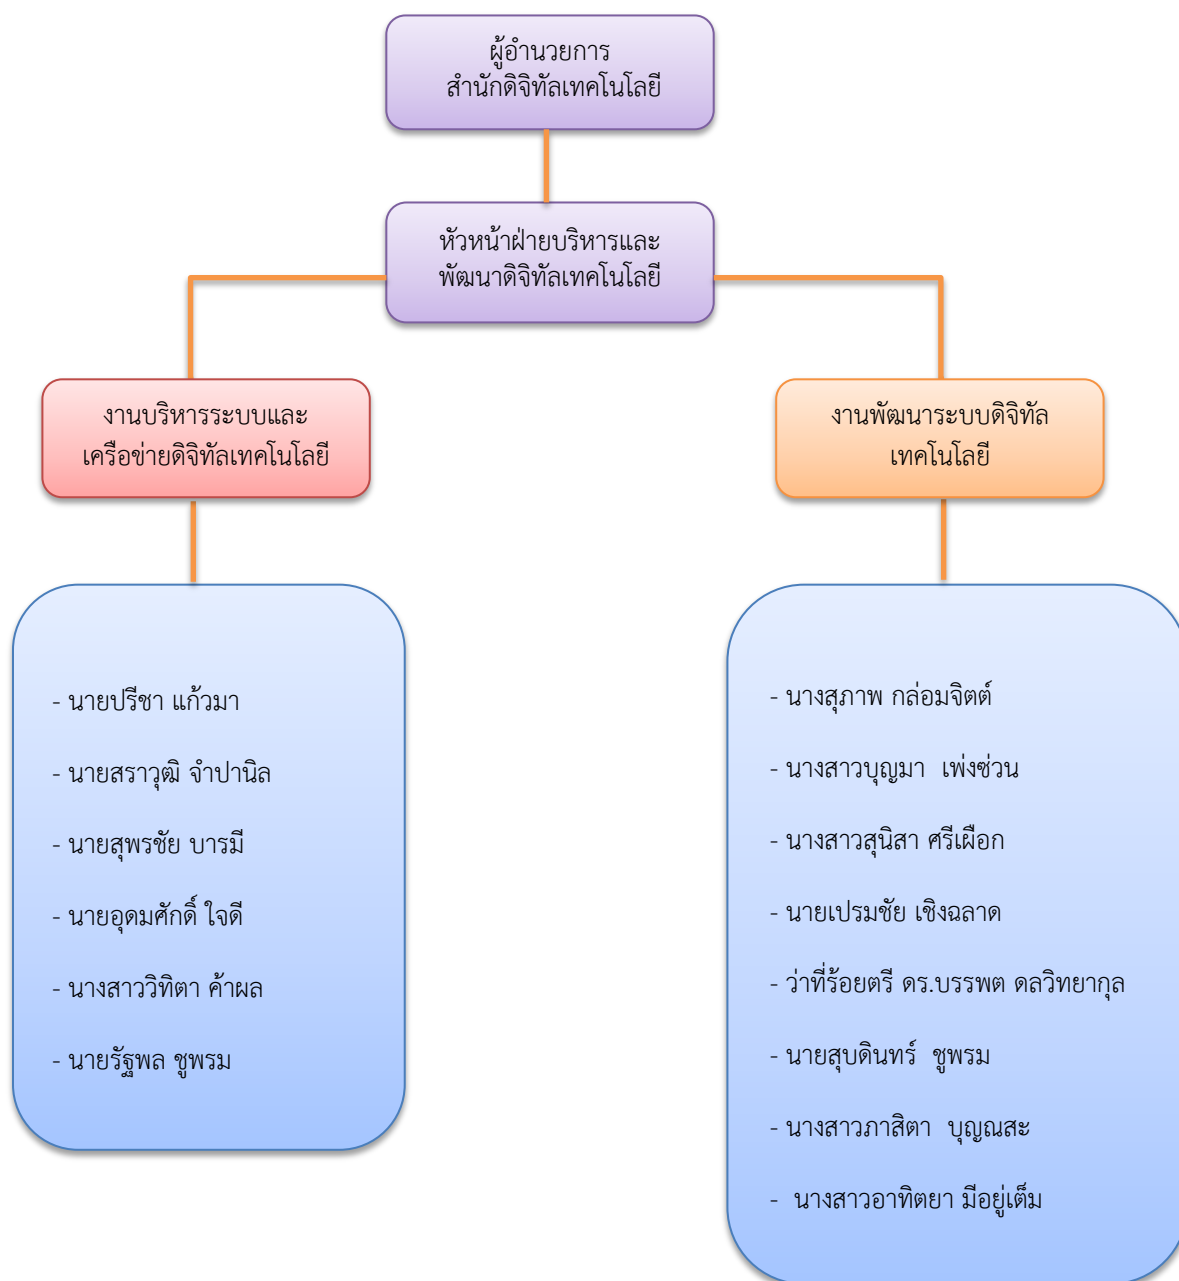 ผู้อำนวยการ
สำนักดิจิทัลเทคโนโลยี
หัวหน้าฝ่ายบริหารและ
พัฒนาดิจิทัลเทคโนโลยี
งานบริหารระบบและ
เครือข่ายดิจิทัลเทคโนโลยี
งานพัฒนาระบบดิจิทัล
เทคโนโลยี
- นายปรีชา แก้วมา
- นายสราวุฒิ จำปานิล
- นายสุพรชัย บารมี
- นายอุดมศักดิ์ ใจดี
- นางสาววิทิตา ค้าผล
- นายรัฐพล ชูพรม
- นางสุภาพ กล่อมจิตต์
- นางสาวบุญมา  เพ่งซ่วน
- นางสาวสุนิสา ศรีเผือก
- นายเปรมชัย เชิงฉลาด
- ว่าที่ร้อยตรี ดร.บรรพต ดลวิทยากุล
- นายสุบดินทร์  ชูพรม
- นางสาวภาสิตา  บุญณสะ
-  นางสาวอาทิตยา มีอยู่เต็ม